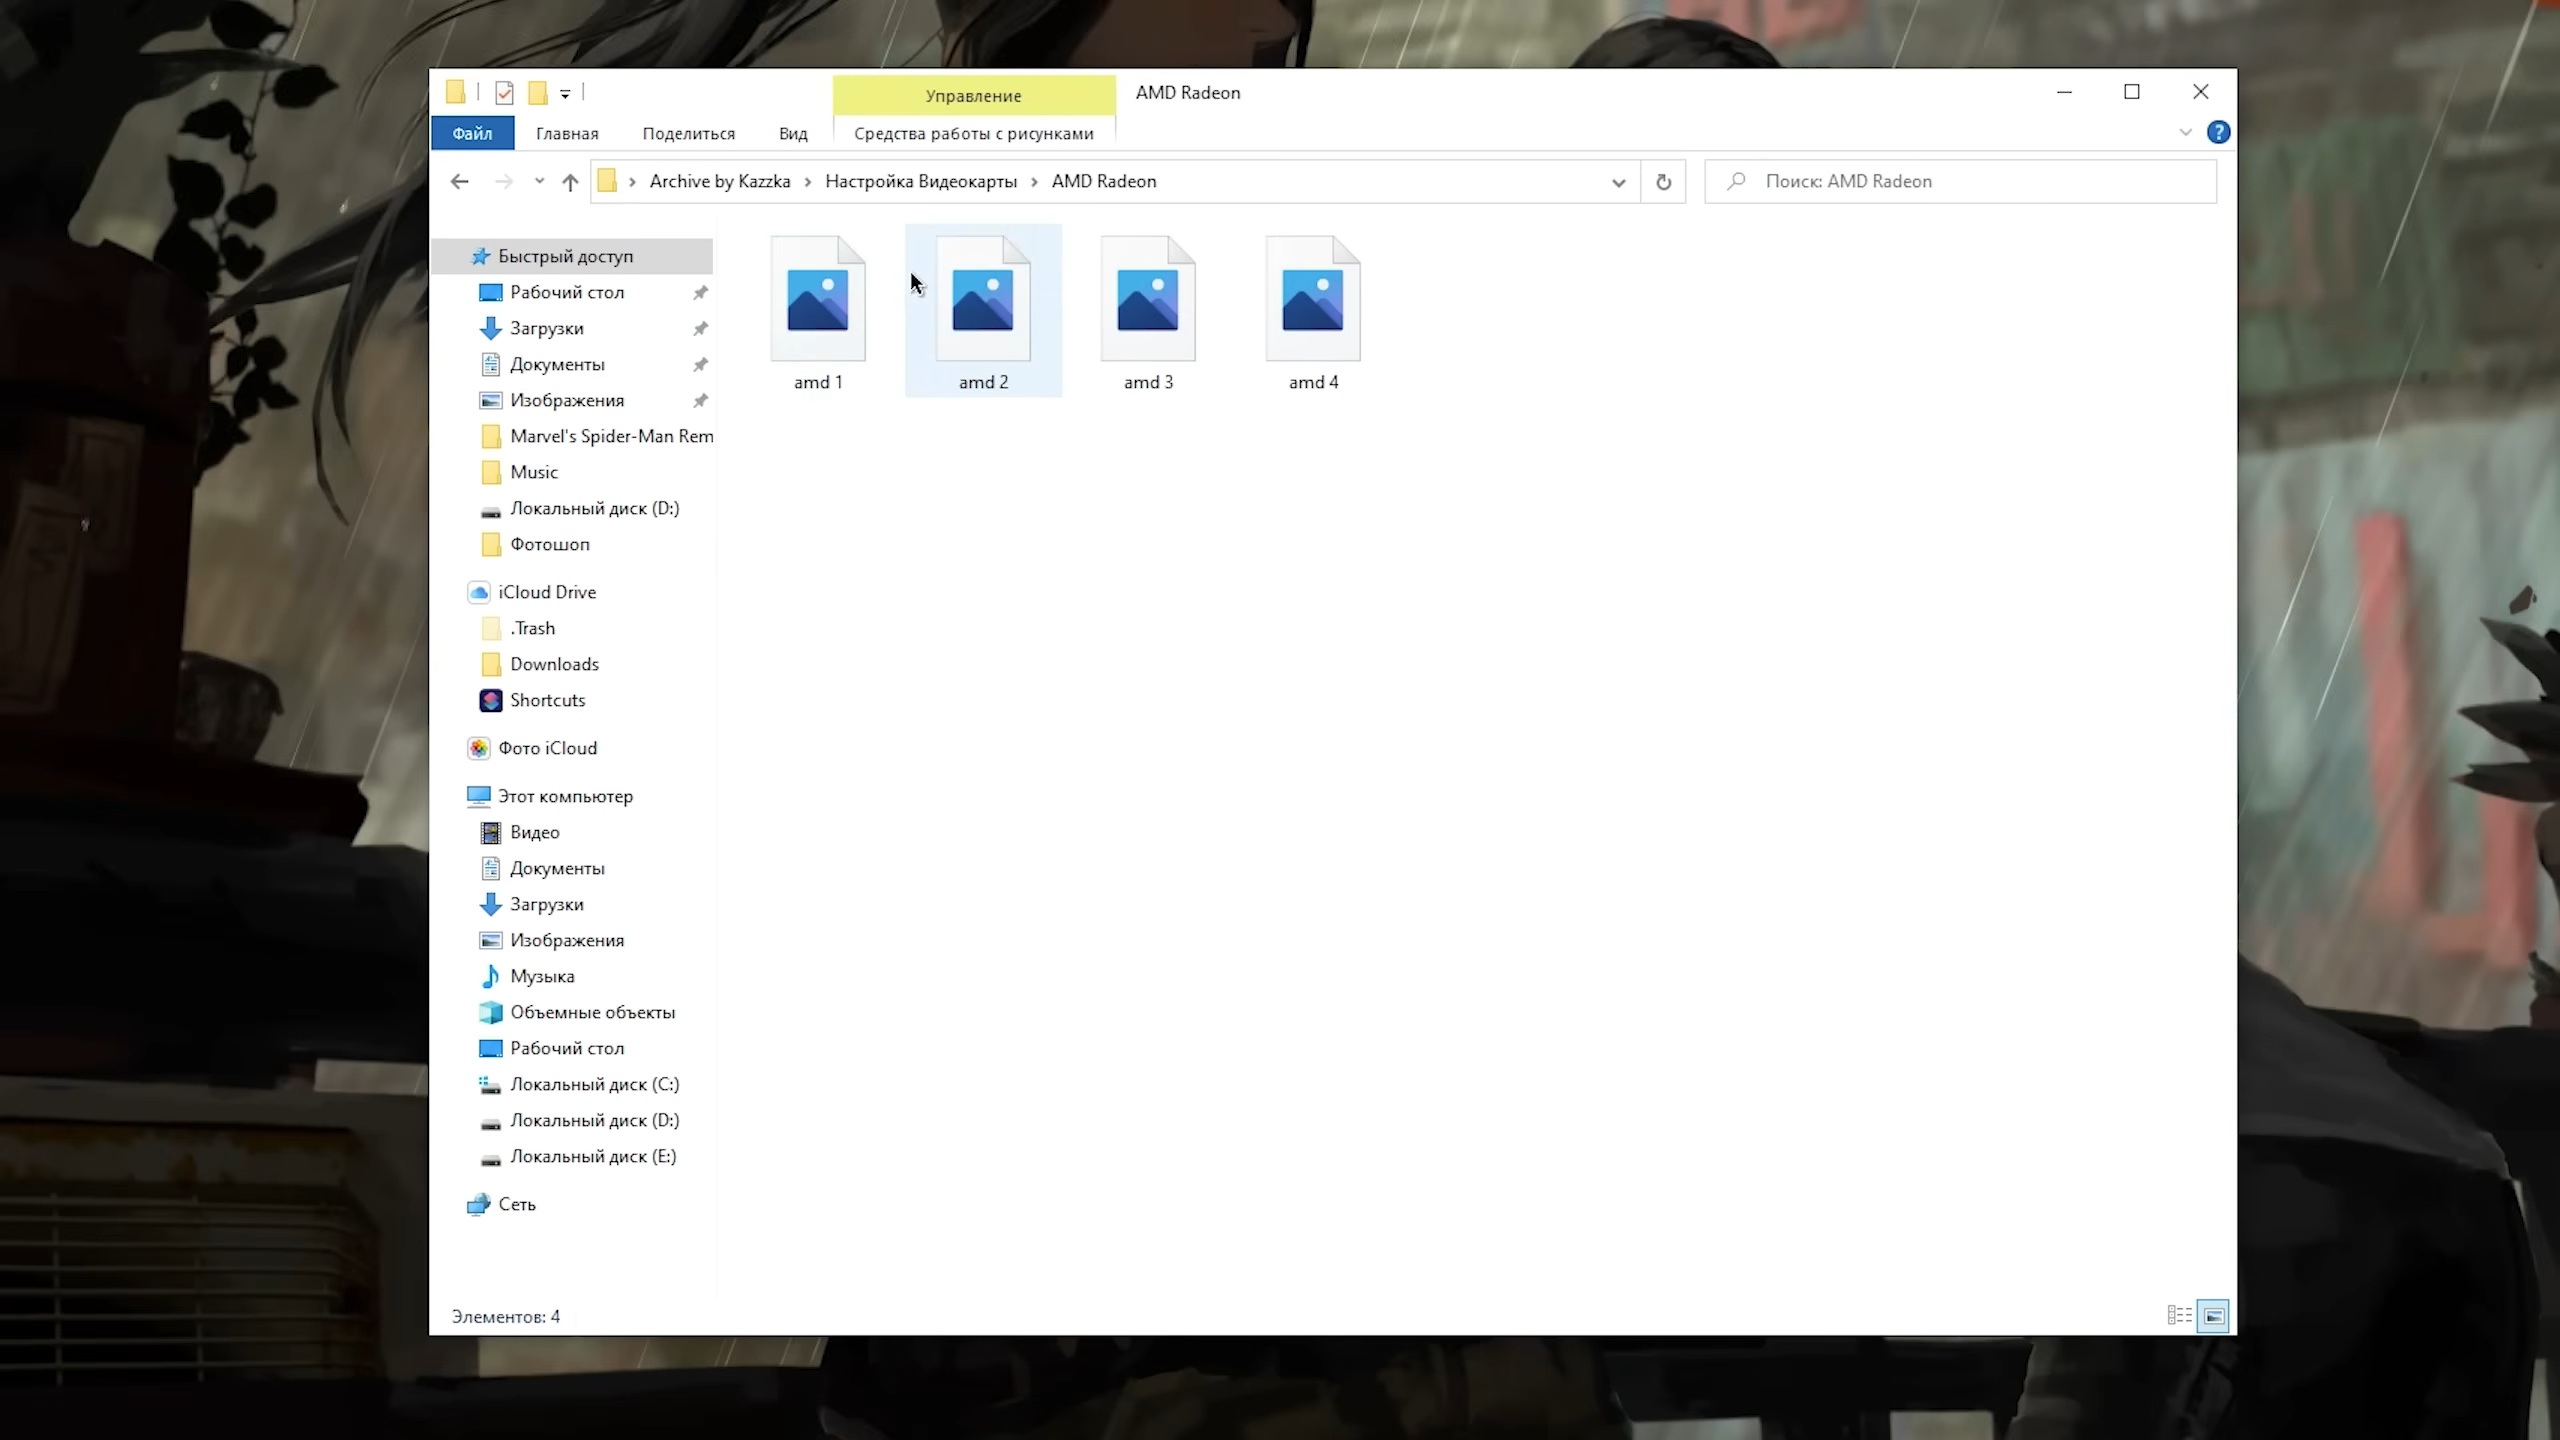 Управление
AMD Radeon
Файл
Главная
Поделиться
Вид
Средства работы с рисунками
Archive by Kazzka
Настройка Видеокарты
AMD Radeon
Поиск: AMD Radeon
Быстрый доступ
Рабочий стол
Загрузки
Документы
Изображения
Marvel's Spider-Man Rem
Music
Локальный диск (D:)
Фотошоп
iCloud Drive
.Trash
Downloads
Shortcuts
Фото iCloud
Этот компьютер
Видео
Документы
Загрузки
Изображения
Музыка
Объемные объекты
Рабочий стол
Локальный диск (C:)
Локальный диск (D:)
Локальный диск (E:)
Сеть
amd 1
amd 2
amd 3
amd 4
Элементов: 4